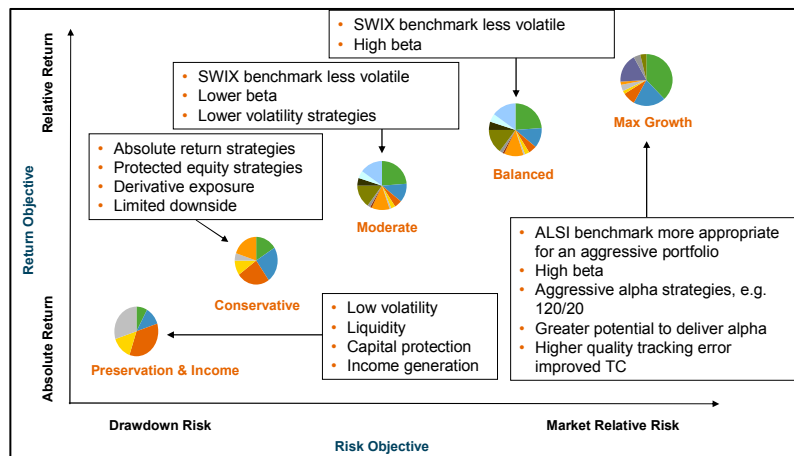 • SWIX benchmark less volatile
• High beta
• SWIX benchmark less volatile
• Lower beta
• Lower volatility strategies
• Absolute return strategies
• Protected equity strategies
• Derivative exposure
• Limited downside
Max Growth
Balanced
Moderate
Conservative
Preservation & Income
• Low volatility
• Liquidity
• Capital protection
• Income generation
• ALSI benchmark more appropriate
for an aggressive portfolio
• High beta
• Aggressive alpha strategies, e.g.
120/20
• Greater potential to deliver alpha
• Higher quality tracking error
improved TC
Relative Return
Return Objective
Absolute Return
Drawdown Risk
Market Relative Risk
Risk Objective